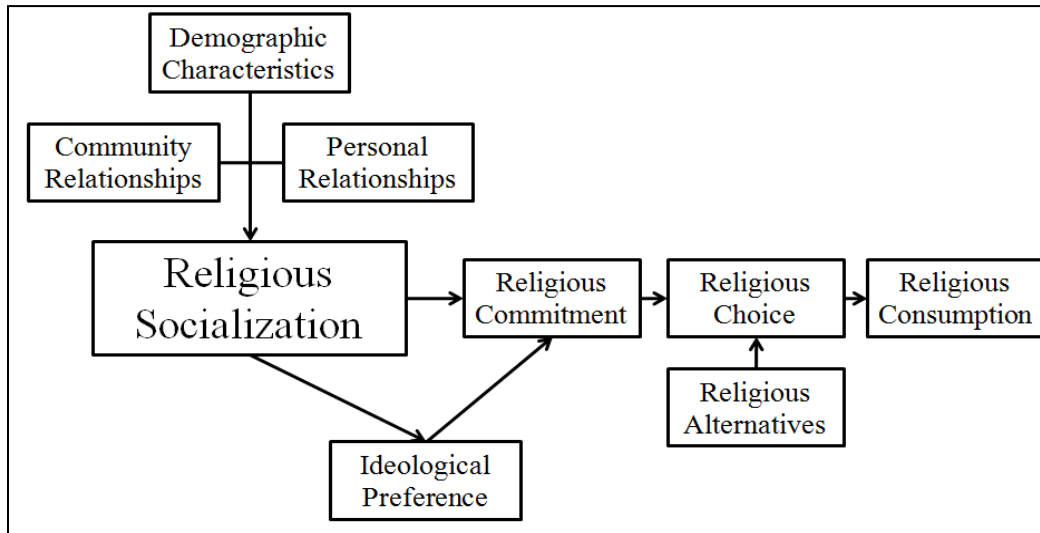 Demographic
Characteristics
Community
Relationships
Personal
Relationships
Religious
Socialization
Religious
Commitment
Religious
Choice
Religious
Consumption
Religious
Alternatives
Ideological
Preference